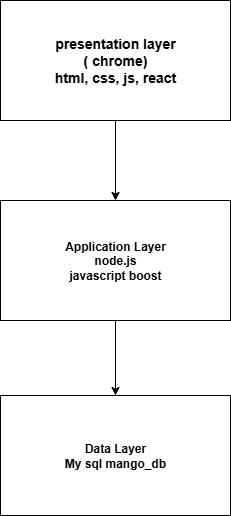 presentation layer
( chrome)
html, css, js, react
Application Layer
node.js
javascript boost
Data Layer
My sql mango_db